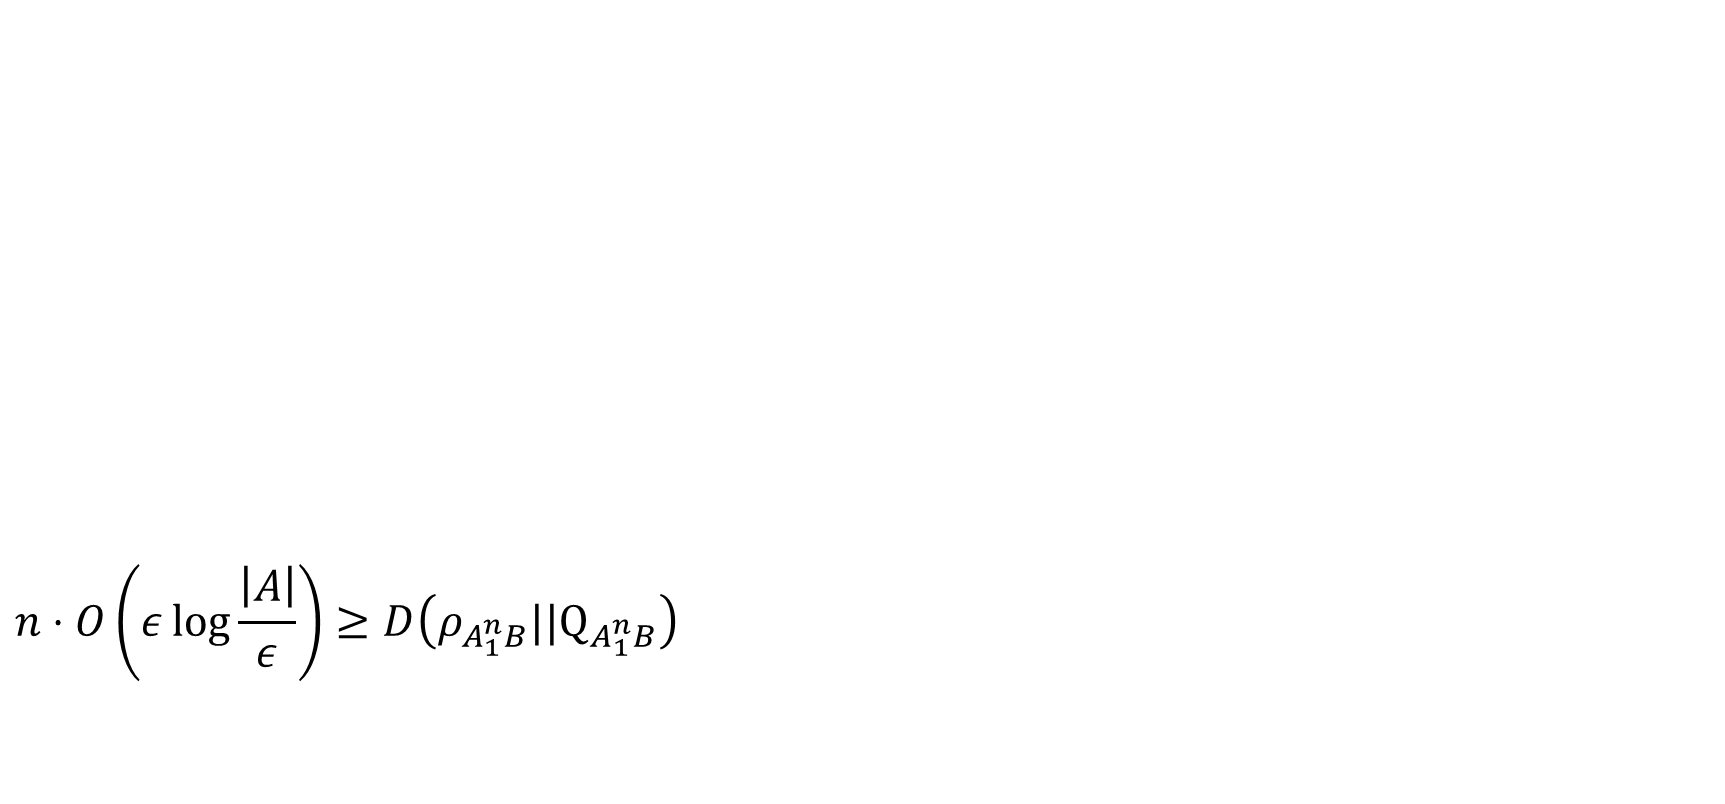 n · O(ϵ log |A|/ϵ) ≥ D(ρ_{A_1^n B}||Q_{A_1^n B})